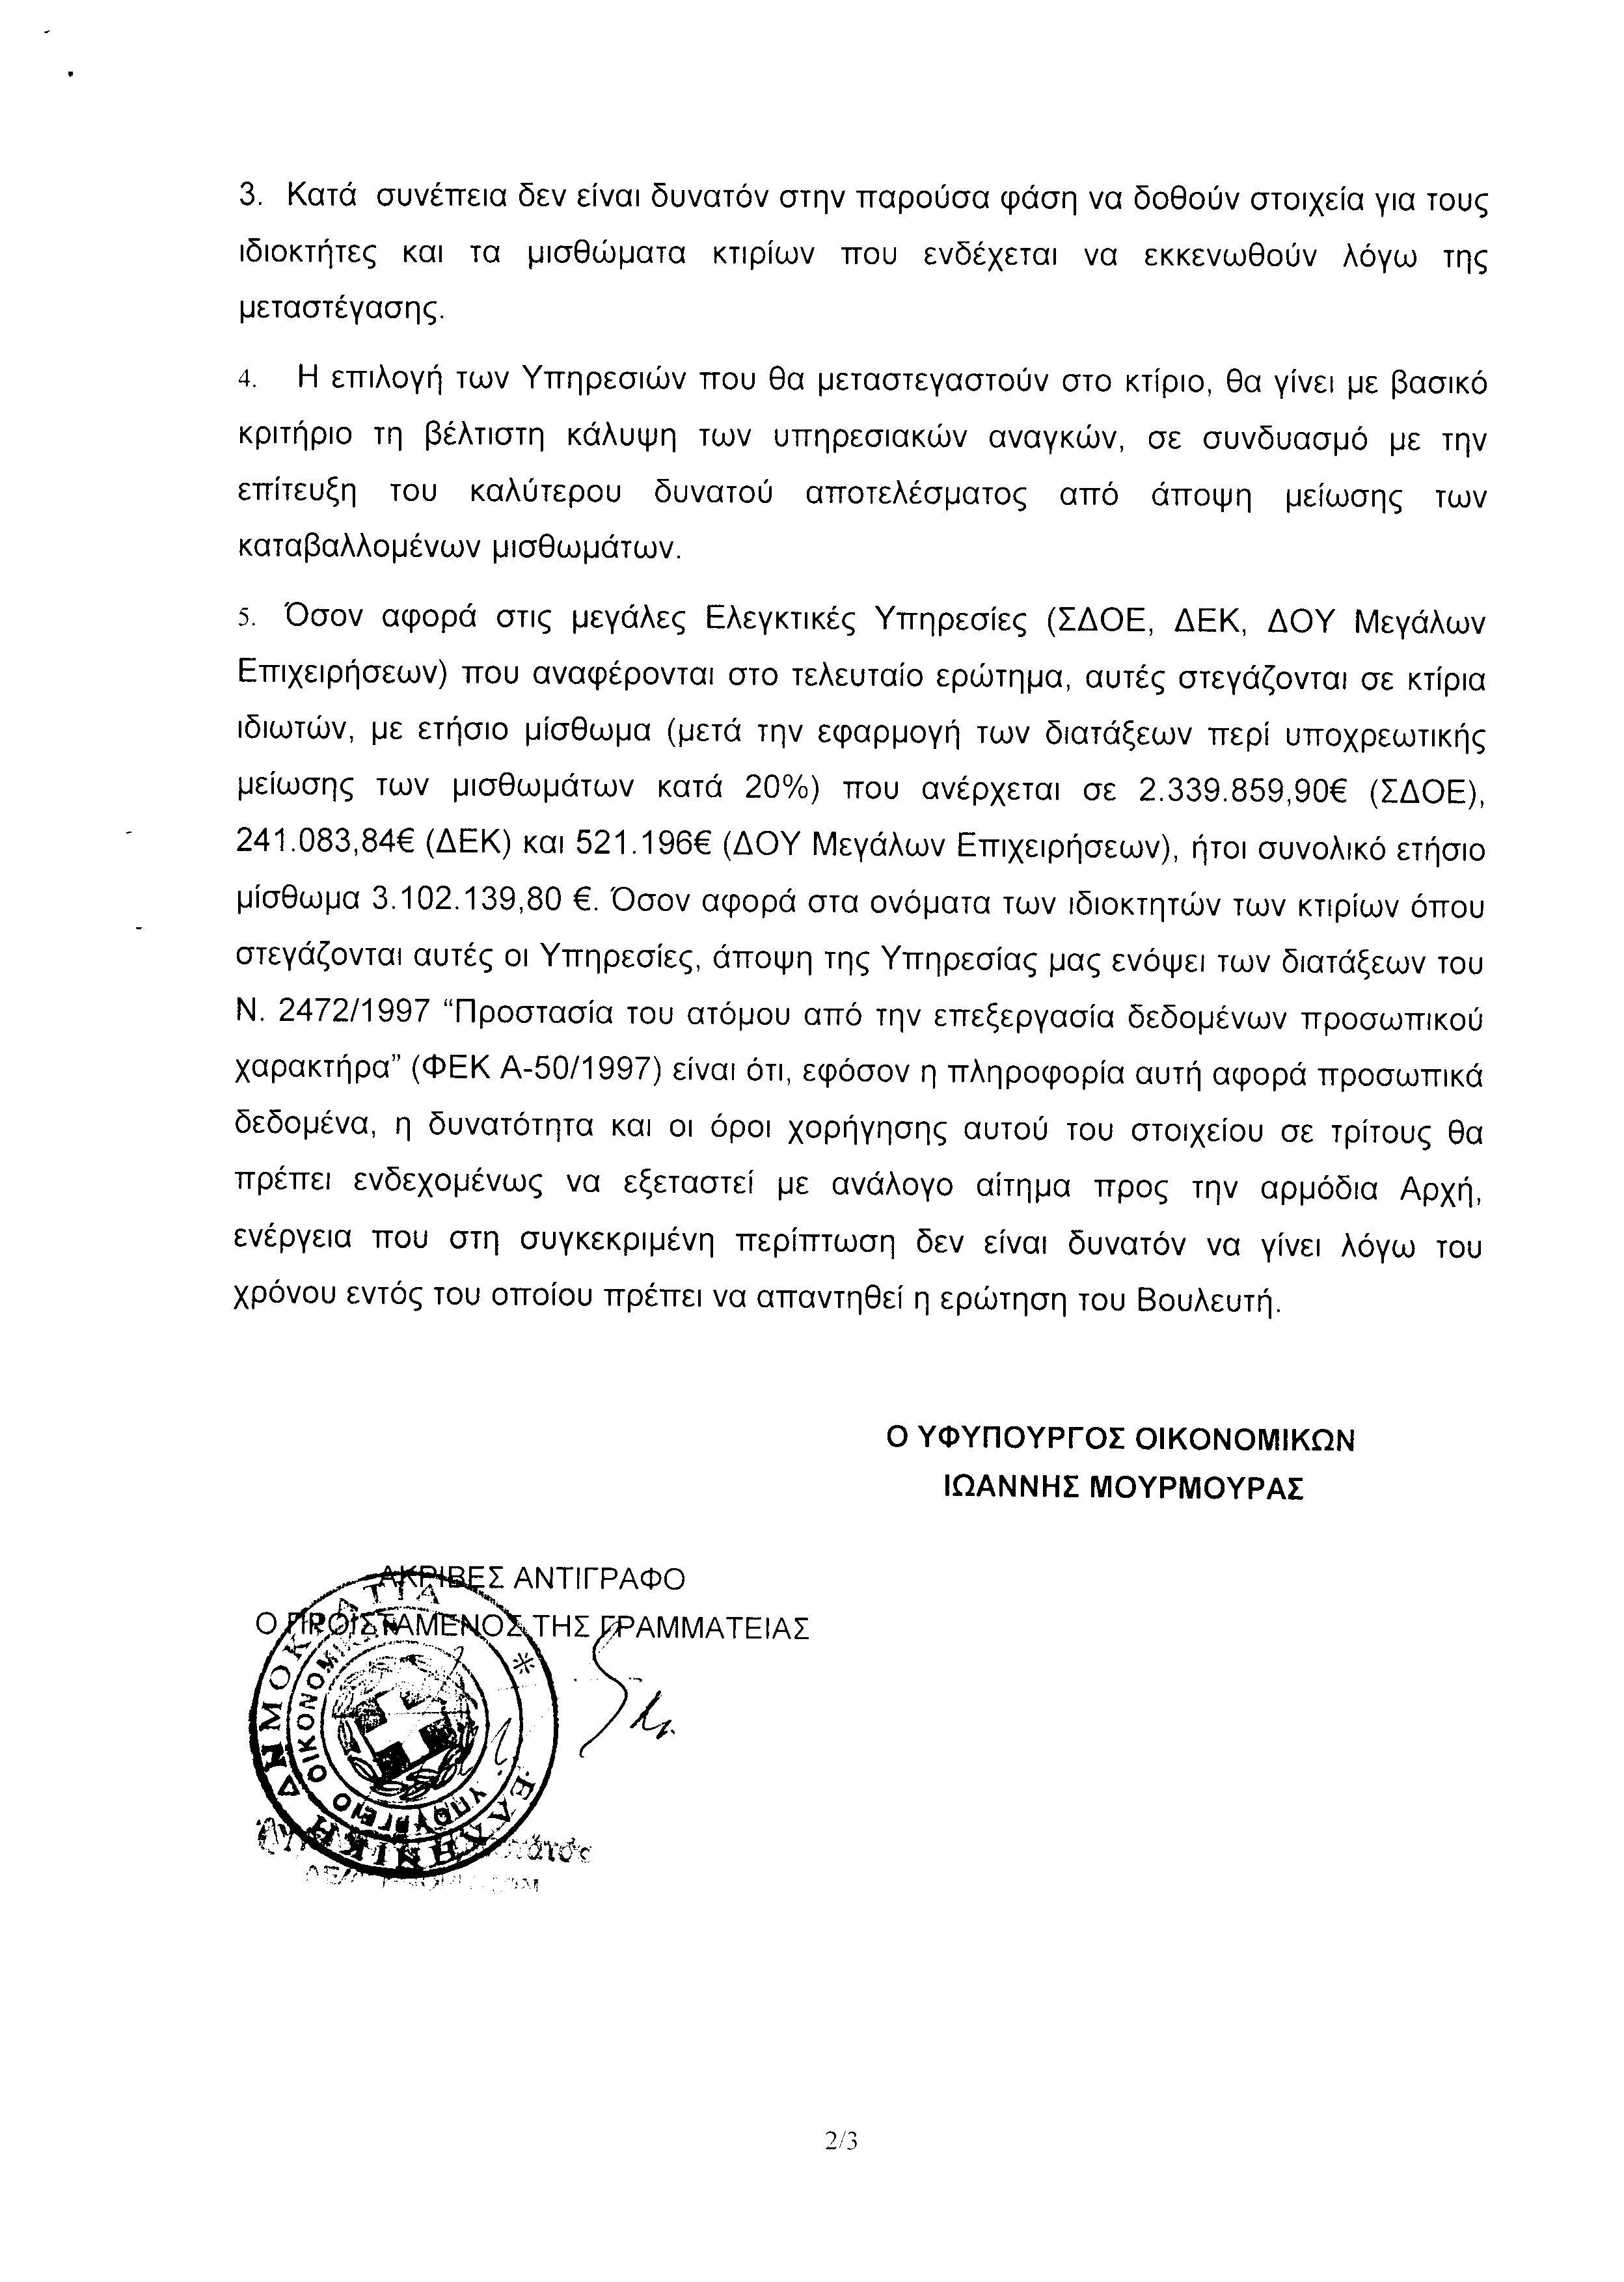 3. Κατά συνέπεια δεν είναι δυνατόν στην παρούσα φάση να δοθούν στοιχεία για τους
ιδιοκτήτες και τα μισθώματα κτιρίων που ενδέχεται να εκκενωθούν λόγω της
μεταστέγασης.
4. Η επιλογή των Υπηρεσιών που θα μεταστεγαστούν στο κτίριο, θα γίνει με βασικό
κριτήριο τη βέλτιστη κάλυψη των υπηρεσιακών αναγκών, σε συνδυασμό με την
επίτευξη του καλύτερου δυνατού αποτελέσματος από άποψη μείωσης των
καταβαλλομένων μισθωμάτων.
5. Όσον αφορά στις μεγάλες Ελεγκτικές Υπηρεσίες (ΣΔΟΕ, ΔΕΚ, ΔΟΥ Μεγάλων
Επιχειρήσεων) που αναφέρονται στο τελευταίο ερώτημα, αυτές στεγάζονται σε κτίρια
ιδιωτών, με ετήσιο μίσθωμα (μετά την εφαρμογή των διατάξεων περί υποχρεωτικής
μείωσης των μισθωμάτων κατά 20%) που ανέρχεται σε 2.339.859,90€ (ΣΔΟΕ),
241.083,84€ (ΔΕΚ) και 521.196€ (ΔΟΥ Μεγάλων Επιχειρήσεων), ήτοι συνολικό ετήσιο
μίσθωμα 3.102.139,80 €. Όσον αφορά στα ονόματα των ιδιοκτητών των κτιρίων όπου
στεγάζονται αυτές οι Υπηρεσίες, άποψη της Υπηρεσίας μας ενόψει των διατάξεων του
Ν. 2472/1997 “Προστασία του ατόμου από την επεξεργασία δεδομένων προσωπικού
χαρακτήρα” (ΦΕΚ Α-50/1997) είναι ότι, εφόσον η πληροφορία αυτή αφορά προσωπικά
δεδομένα, η δυνατότητα και οι όροι χορήγησης αυτού του στοιχείου σε τρίτους θα
πρέπει ενδεχομένως να εξεταστεί με ανάλογο αίτημα προς την αρμόδια Αρχή,
ενέργεια που στη συγκεκριμένη περίπτωση δεν είναι δυνατόν να γίνει λόγω του
χρόνου εντός του οποίου πρέπει να απαντηθεί η ερώτηση του Βουλευτή.
Ο ΥΦΥΠΟΥΡΓΟΣ ΟΙΚΟΝΟΜΙΚΩΝ
ΙΩΑΝΝΗΣ ΜΟΥΡΜΟΥΡΑΣ
ΑΚΡΙΒΕΣ ΑΝΤΙΓΡΑΦΟ
Ο ΠΡΟΪΣΤΑΜΕΝΟΣ ΤΗΣ ΓΡΑΜΜΑΤΕΙΑΣ
ΕΛΛΗΝΙΚΗ ΔΗΜΟΚΡΑΤΙΑ
ΥΠΟΥΡΓΕΙΟ ΟΙΚΟΝΟΜΙΚΩΝ
2/3